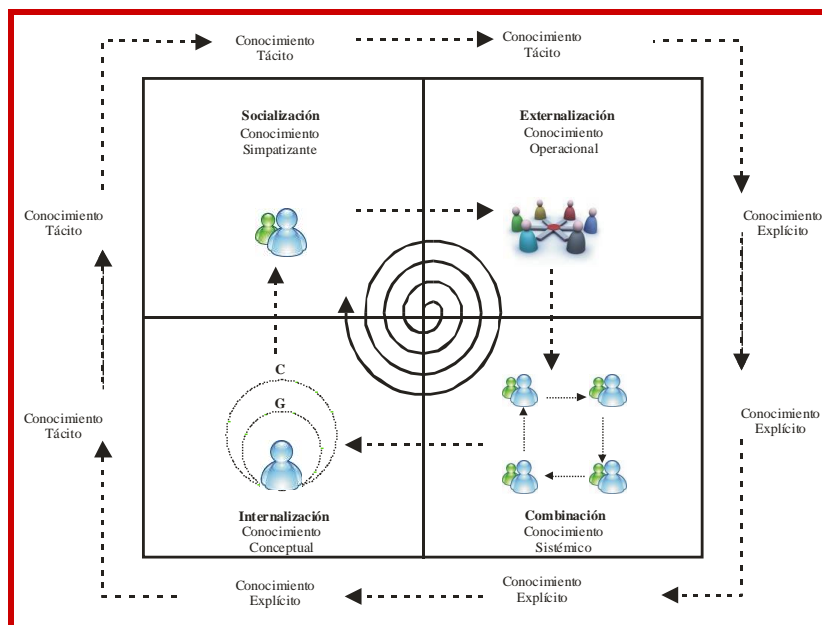 Conocimiento
Tácito
Conocimiento
Tácito
Socialización
Conocimiento
Simpatizante
Externalización
Conocimiento
Operacional
Conocimiento
Tácito
Conocimiento
Explícito
C
G
Conocimiento
Tácito
Conocimiento
Explícito
Internalización
Conocimiento
Conceptual
Combinación
Conocimiento
Sistémico
Conocimiento
Explícito
Conocimiento
Explícito